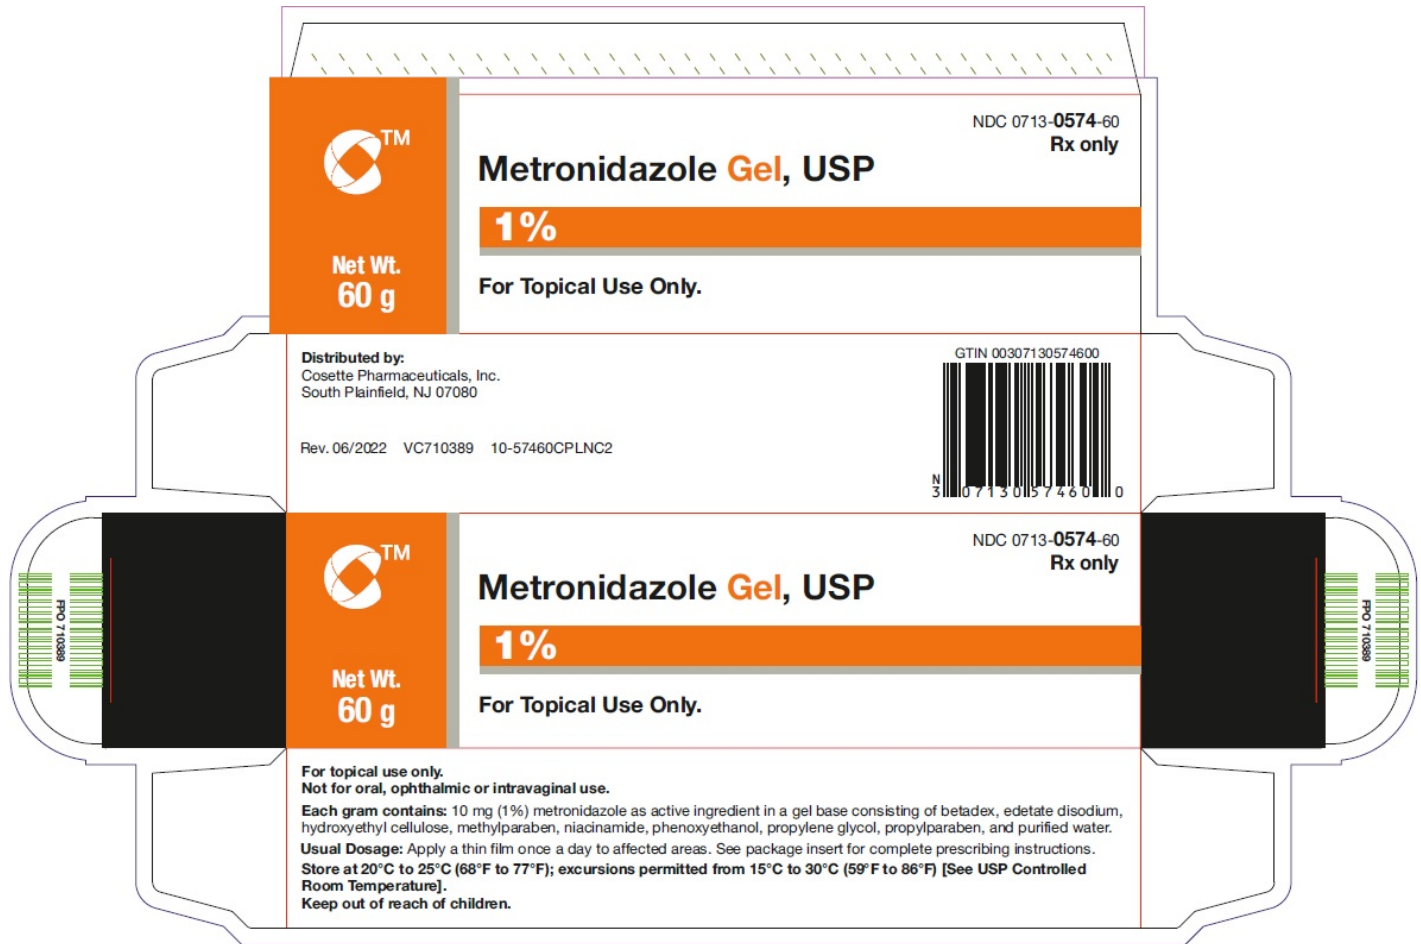 NDC 0713-0574-60
Rx only
TM
Metronidazole Gel, USP
1%
Net Wt.
60 g
For Topical Use Only.
Distributed by:
Cosette Pharmaceuticals, Inc.
South Plainfield, NJ 07080
Rev. 06/2022 VC710389 10-57460CPLNC2
GTIN 00307130574600
N
3 07130 57460 0
NDC 0713-0574-60
Rx only
TM
Metronidazole Gel, USP
1%
Net Wt.
60 g
For Topical Use Only.
FPO 710389
FPO 710389
For topical use only.
Not for oral, ophthalmic or intravaginal use.
Each gram contains: 10 mg (1%) metronidazole as active ingredient in a gel base consisting of betadex, edetate disodium,
hydroxyethyl cellulose, methylparaben, niacinamide, phenoxyethanol, propylene glycol, propylparaben, and purified water.
Usual Dosage: Apply a thin film once a day to affected areas. See package insert for complete prescribing instructions.
Store at 20°C to 25°C (68°F to 77°F); excursions permitted from 15°C to 30°C (59°F to 86°F) [See USP Controlled
Room Temperature].
Keep out of reach of children.